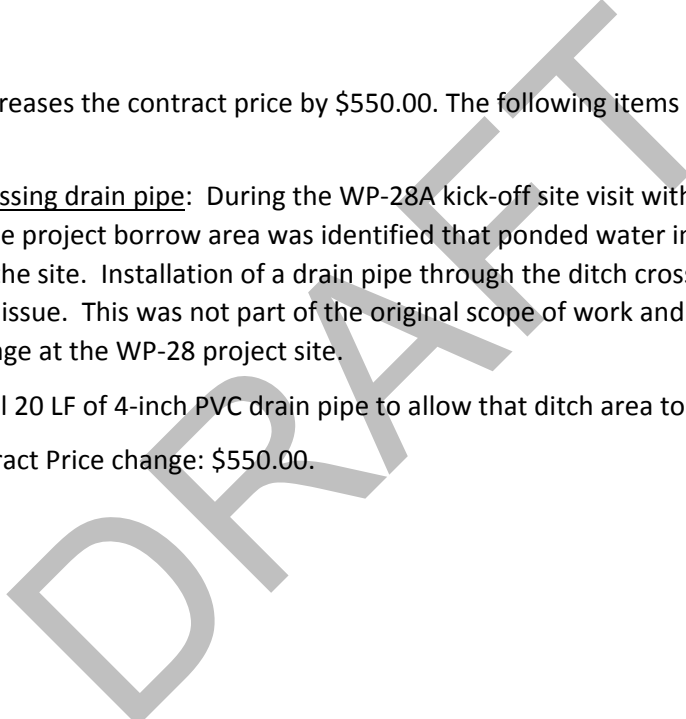 reases the contract price by $550.00. The following items
ssing drain pipe: During the WP-28A kick-off site visit with
e project borrow area was identified that ponded water in
he site. Installation of a drain pipe through the ditch cross
issue. This was not part of the original scope of work and
ge at the WP-28 project site.
l 20 LF of 4-inch PVC drain pipe to allow that ditch area to
ract Price change: $550.00.
DRAFT